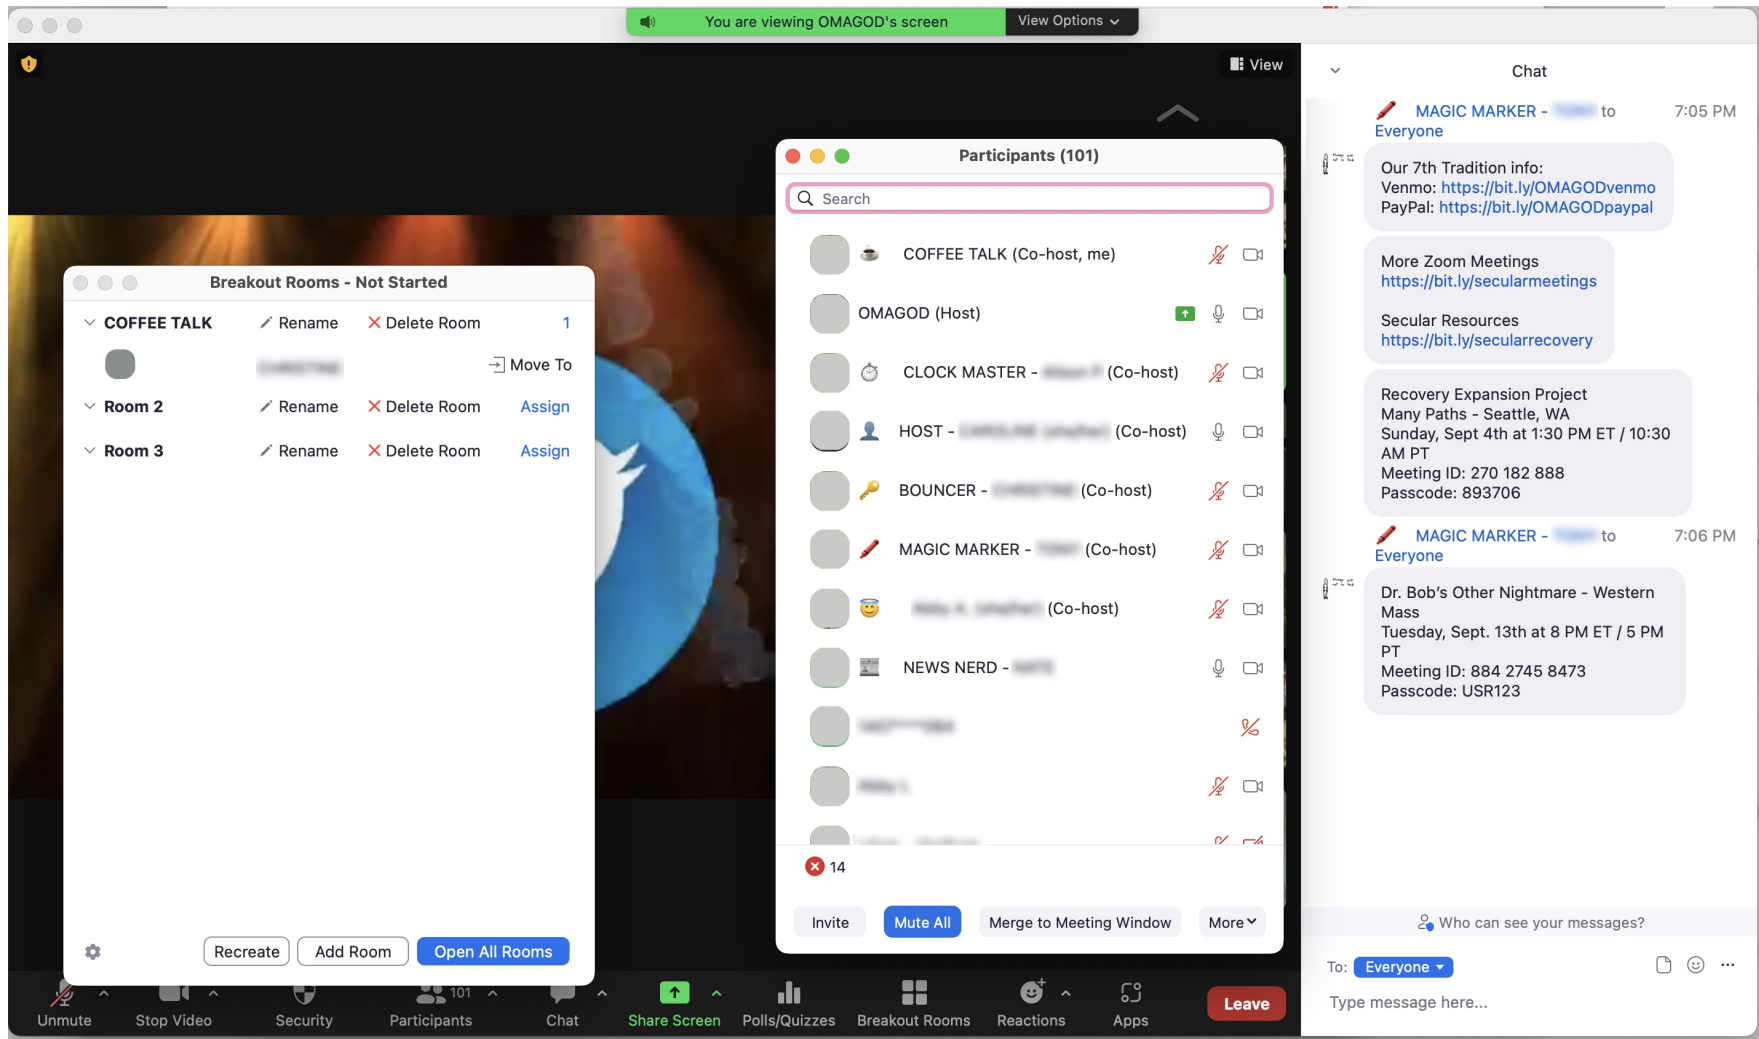 You are viewing OMAGOD's screen
View Options
View
Breakout Rooms - Not Started
COFFEE TALK Rename Delete Room 1
Move To
Room 2 Rename Delete Room Assign
Room 3 Rename Delete Room Assign
Recreate Add Room Open All Rooms
Participants (101)
Search
COFFEE TALK (Co-host, me)
OMAGOD (Host)
CLOCK MASTER - (Co-host)
HOST - (Co-host)
BOUNCER - (Co-host)
MAGIC MARKER - (Co-host)
(Co-host)
NEWS NERD -
14
Invite Mute All Merge to Meeting Window More
Chat
MAGIC MARKER - to 7:05 PM
Everyone
Our 7th Tradition info:
Venmo: https://bit.ly/OMAGODvenmo
PayPal: https://bit.ly/OMAGODpaypal
More Zoom Meetings
https://bit.ly/secularmeetings
Secular Resources
https://bit.ly/secularrecovery
Recovery Expansion Project
Many Paths - Seattle, WA
Sunday, Sept 4th at 1:30 PM ET / 10:30
AM PT
Meeting ID: 270 182 888
Passcode: 893706
MAGIC MARKER - to 7:06 PM
Everyone
Dr. Bob's Other Nightmare - Western
Mass
Tuesday, Sept. 13th at 8 PM ET / 5 PM
PT
Meeting ID: 884 2745 8473
Passcode: USR123
Who can see your messages?
To: Everyone
Type message here...
101
Unmute Stop Video Security Participants Chat Share Screen Polls/Quizzes Breakout Rooms Reactions Apps Leave